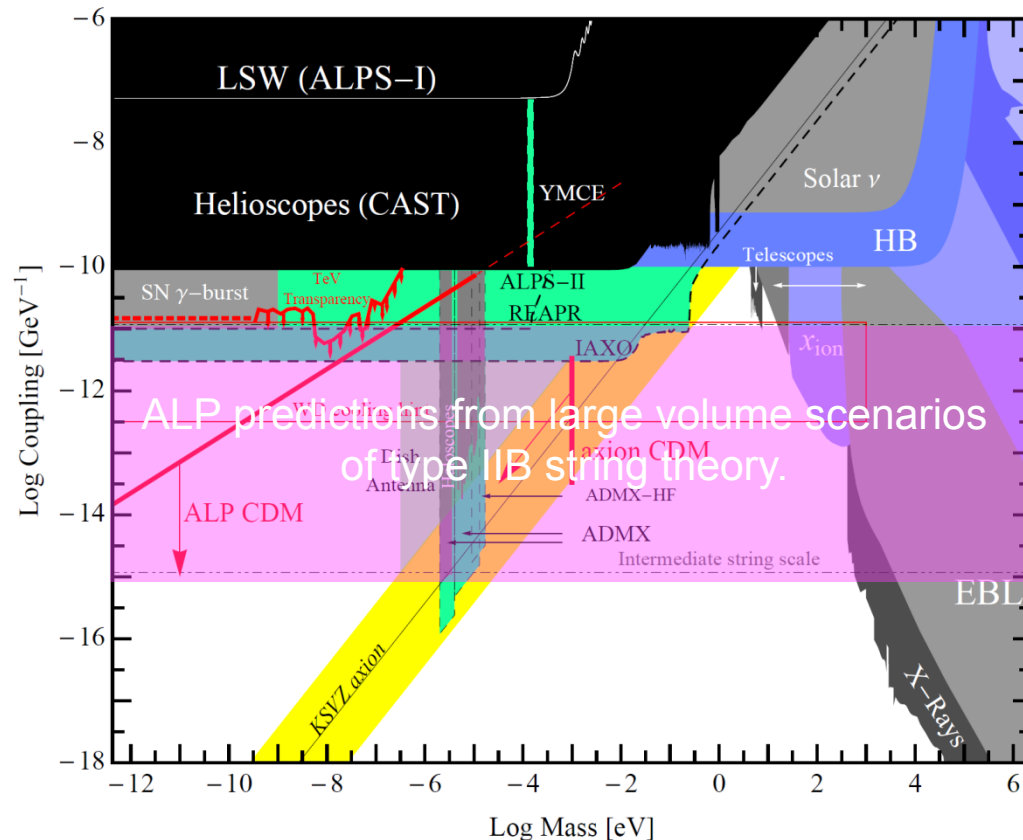 −6
−8
−10
−12
−14
−16
−18
Log Coupling [GeV⁻¹]
LSW (ALPS−I)
Helioscopes (CAST)
YMCE
Solar ν
HB
Telescopes
SN γ−burst
TeV
Transparency
ALPS−II
REAPR
IAXO
x ion
ALP predictions from large volume scenarios
of type IIB string theory.
Dish
Antenna
Haloscopes
axion CDM
ADMX−HF
ADMX
ALP CDM
Intermediate string scale
EBL
KSVZ axion
X−Rays
−12
−10
−8
−6
−4
−2
0
2
4
6
Log Mass [eV]